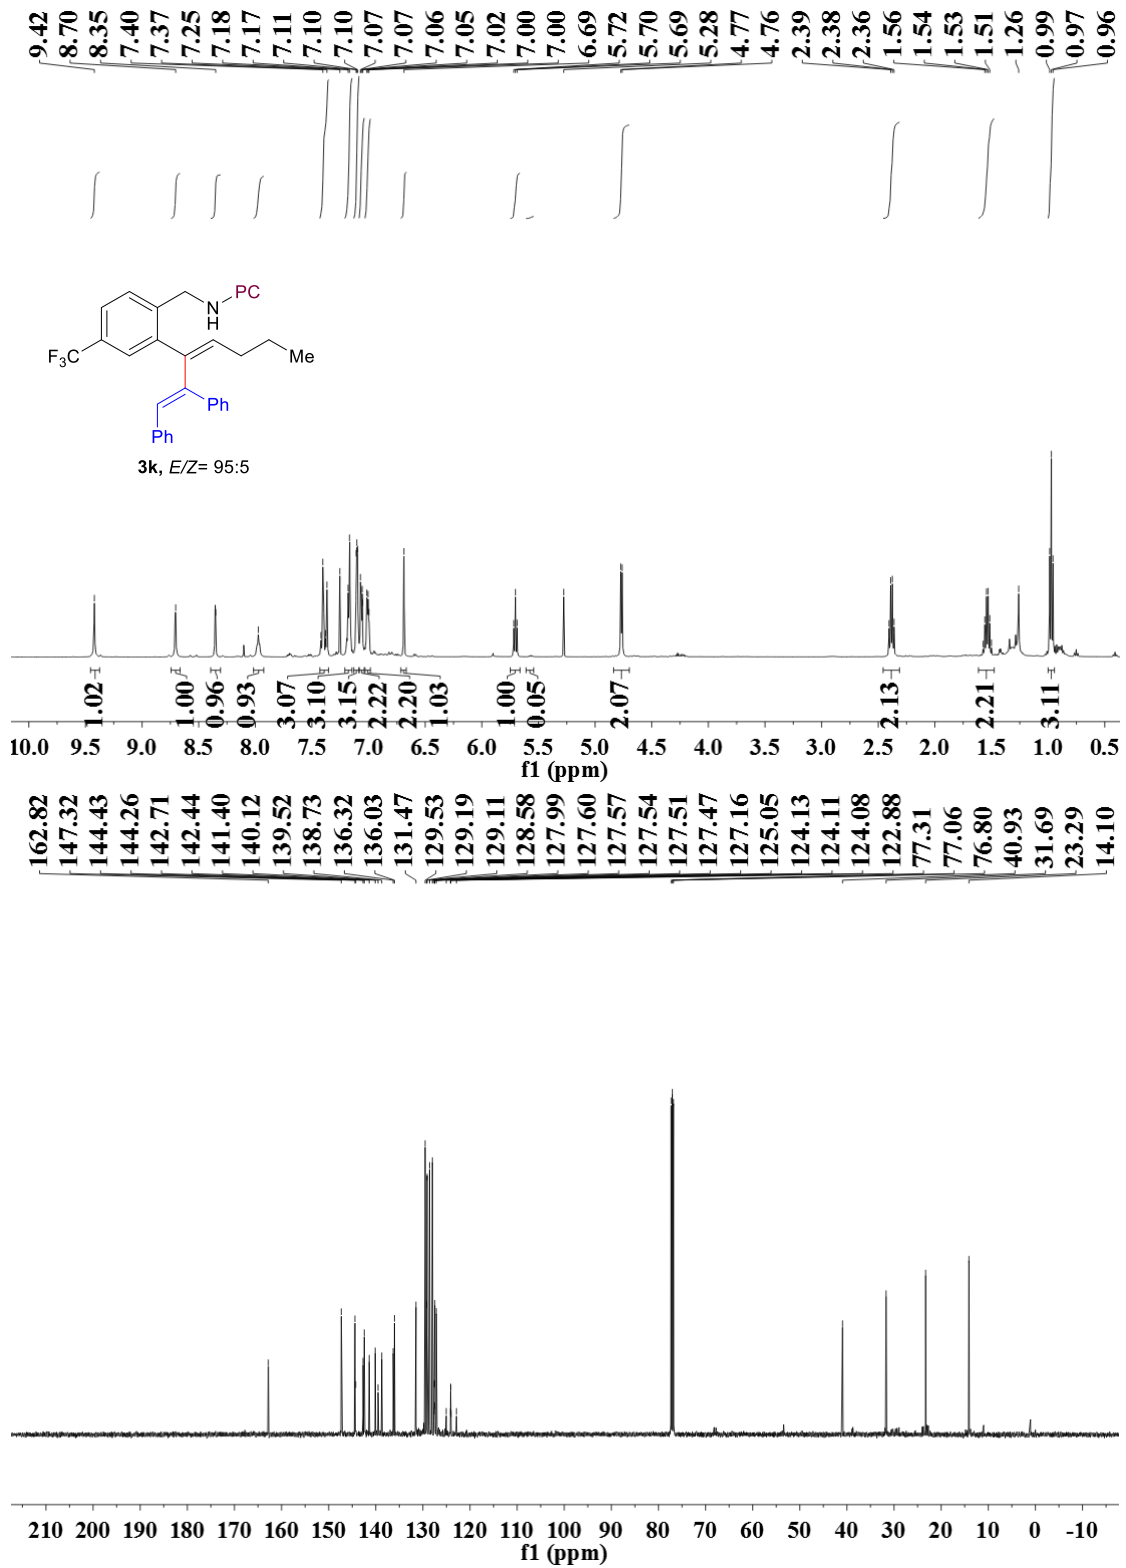 9.42 8.70 8.35 7.40 7.37 7.25 7.18 7.17 7.11 7.10 7.10 7.07 7.07 7.06 7.05 7.02 7.00 7.00 6.69 5.72 5.70 5.69 5.28 4.77 4.76 2.39 2.38 2.36 1.56 1.54 1.53 1.51 1.26 0.99 0.97 0.96
PC
N
H
F3C
Me
Ph
Ph
3k, E/Z= 95:5
1.02 1.00 0.96 0.93 3.07 3.10 3.15 2.22 2.20 1.03 1.00 0.05 2.07 2.13 2.21 3.11
10.0 9.5 9.0 8.5 8.0 7.5 7.0 6.5 6.0 5.5 5.0 4.5 4.0 3.5 3.0 2.5 2.0 1.5 1.0 0.5
f1 (ppm)
162.82 147.32 144.43 144.26 142.71 142.44 141.40 140.12 139.52 138.73 136.32 136.03 131.47 129.53 129.19 129.11 128.58 127.99 127.60 127.57 127.54 127.51 127.47 127.16 125.05 124.13 124.11 124.08 122.88 77.31 77.06 76.80 40.93 31.69 23.29 14.10
210 200 190 180 170 160 150 140 130 120 110 100 90 80 70 60 50 40 30 20 10 0 -10
f1 (ppm)